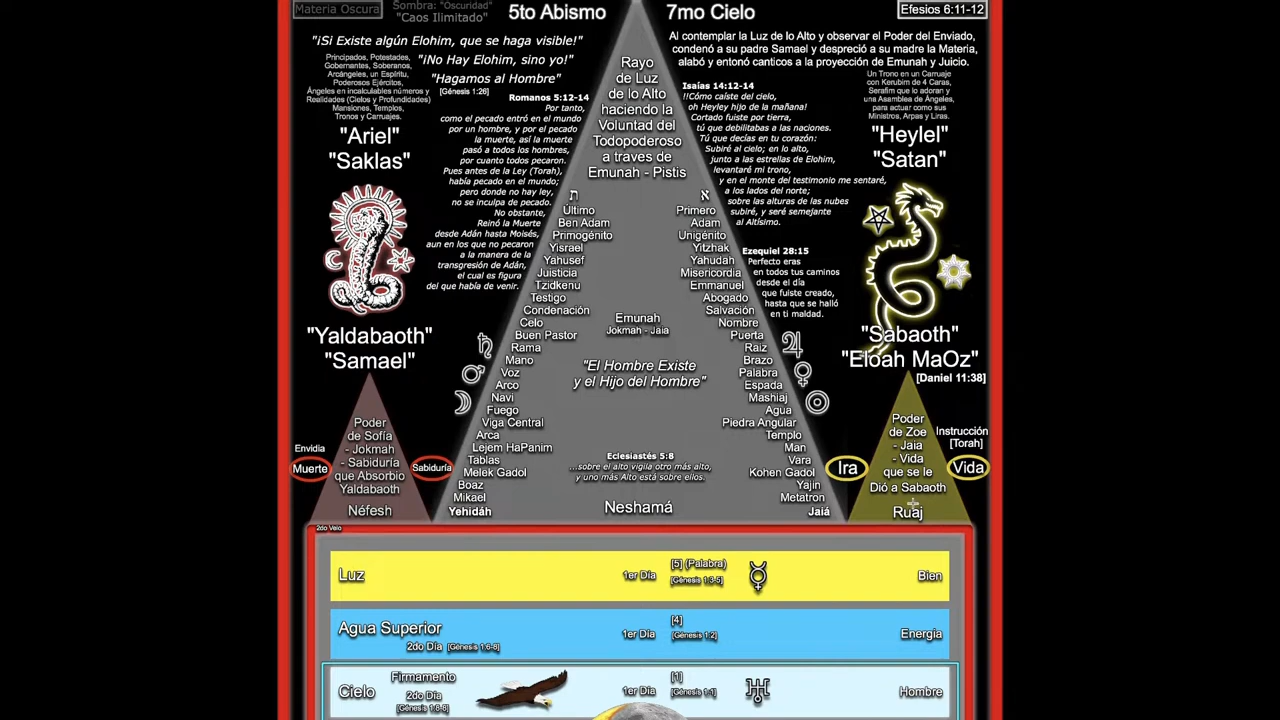 Materia Oscura
Sombra: "Oscuridad"
"Caos Ilimitado"
5to Abismo
7mo Cielo
Efesios 6:11-12
"¡Si Existe algún Elohim, que se haga visible!"
Principados, Potestades,
Gobernantes, Soberanos,
Arcángeles, un Espíritu,
Poderosos Ejércitos,
Ángeles en incalculables números y
Realidades (Cielos y Profundidades)
Mansiones, Templos,
Tronos y Carruajes.
"¡No Hay Elohim, sino yo!"
"Hagamos al Hombre"
[Génesis 1:26]
"Ariel"
"Saklas"
"Yaldabaoth"
"Samael"
Romanos 5:12-14
Por tanto,
como el pecado entró en el mundo
por un hombre, y por el pecado
la muerte, así la muerte
pasó a todos los hombres,
por cuanto todos pecaron.
Pues antes de la Ley (Torah),
había pecado en el mundo;
pero donde no hay ley,
no se inculpa de pecado.
No obstante,
Reinó la Muerte
desde Adán hasta Moisés,
aun en los que no pecaron
a la manera de la
transgresión de Adán,
el cual es figura
del que había de venir.
Rayo
de Luz
de lo Alto
haciendo la
Voluntad del
Todopoderoso
a traves de
Emunah - Pistis
ת
Último
Ben Adam
Primogénito
Yisrael
Yahusef
Juisticia
Tzidkenu
Testigo
Condenación
Celo
Buen Pastor
Rama
Mano
Voz
Arco
Navi
Fuego
Viga Central
Arca
Lejem HaPanim
Tablas
Melek Gadol
Boaz
Mikael
Yehidáh
א
Primero
Adam
Unigénito
Yitzhak
Yahudah
Misericordia
Emmanuel
Abogado
Salvación
Nombre
Puerta
Raiz
Brazo
Palabra
Espada
Mashiaj
Agua
Piedra Angular
Templo
Man
Vara
Kohen Gadol
Yajin
Metatron
Jaiá
Emunah
Jokmah - Jaia
"El Hombre Existe
y el Hijo del Hombre"
Eclesiastés 5:8
...sobre el alto vigila otro más alto,
y uno más Alto está sobre ellos.
Neshamá
Al contemplar la Luz de lo Alto y observar el Poder del Enviado,
condenó a su padre Samael y despreció a su madre la Materia,
alabó y entonó canticos a la proyección de Emunah y Juicio.
Isaías 14:12-14
!!Cómo caíste del cielo,
oh Heyley hijo de la mañana!
Cortado fuiste por tierra,
tú que debilitabas a las naciones.
Tú que decías en tu corazón:
Subiré al cielo; en lo alto,
junto a las estrellas de Elohim,
levantaré mi trono,
y en el monte del testimonio me sentaré,
a los lados del norte;
sobre las alturas de las nubes
subiré, y seré semejante
al Altísimo.
Ezequiel 28:15
Perfecto eras
en todos tus caminos
desde el día
que fuiste creado,
hasta que se halló
en ti maldad.
Un Trono en un Carruaje
con Kerubim de 4 Caras,
Serafim que lo adoran y
una Asamblea de Ángeles,
para actuar como sus
Ministros, Arpas y Liras.
"Heylel"
"Satan"
"Sabaoth"
"Eloah MaOz"
[Daniel 11:38]
Envidia
Muerte
Sabiduría
Poder
de Sofía
- Jokmah
- Sabiduría
que Absorbio
Yaldabaoth
Néfesh
Ira
Poder
de Zoe
- Jaia
- Vida
que se le
Dió a Sabaoth
Ruaj
Instrucción
[Torah]
Vida
2do Velo
Luz
1er Día
[5] (Palabra)
[Génesis 1:3-5]
Bien
Agua Superior
2do Día [Génesis 1:6-8]
1er Día
[4]
[Génesis 1:2]
Energía
Cielo
Firmamento
2do Día
[Génesis 1:6-8]
1er Día
[1]
[Génesis 1:1]
Hombre